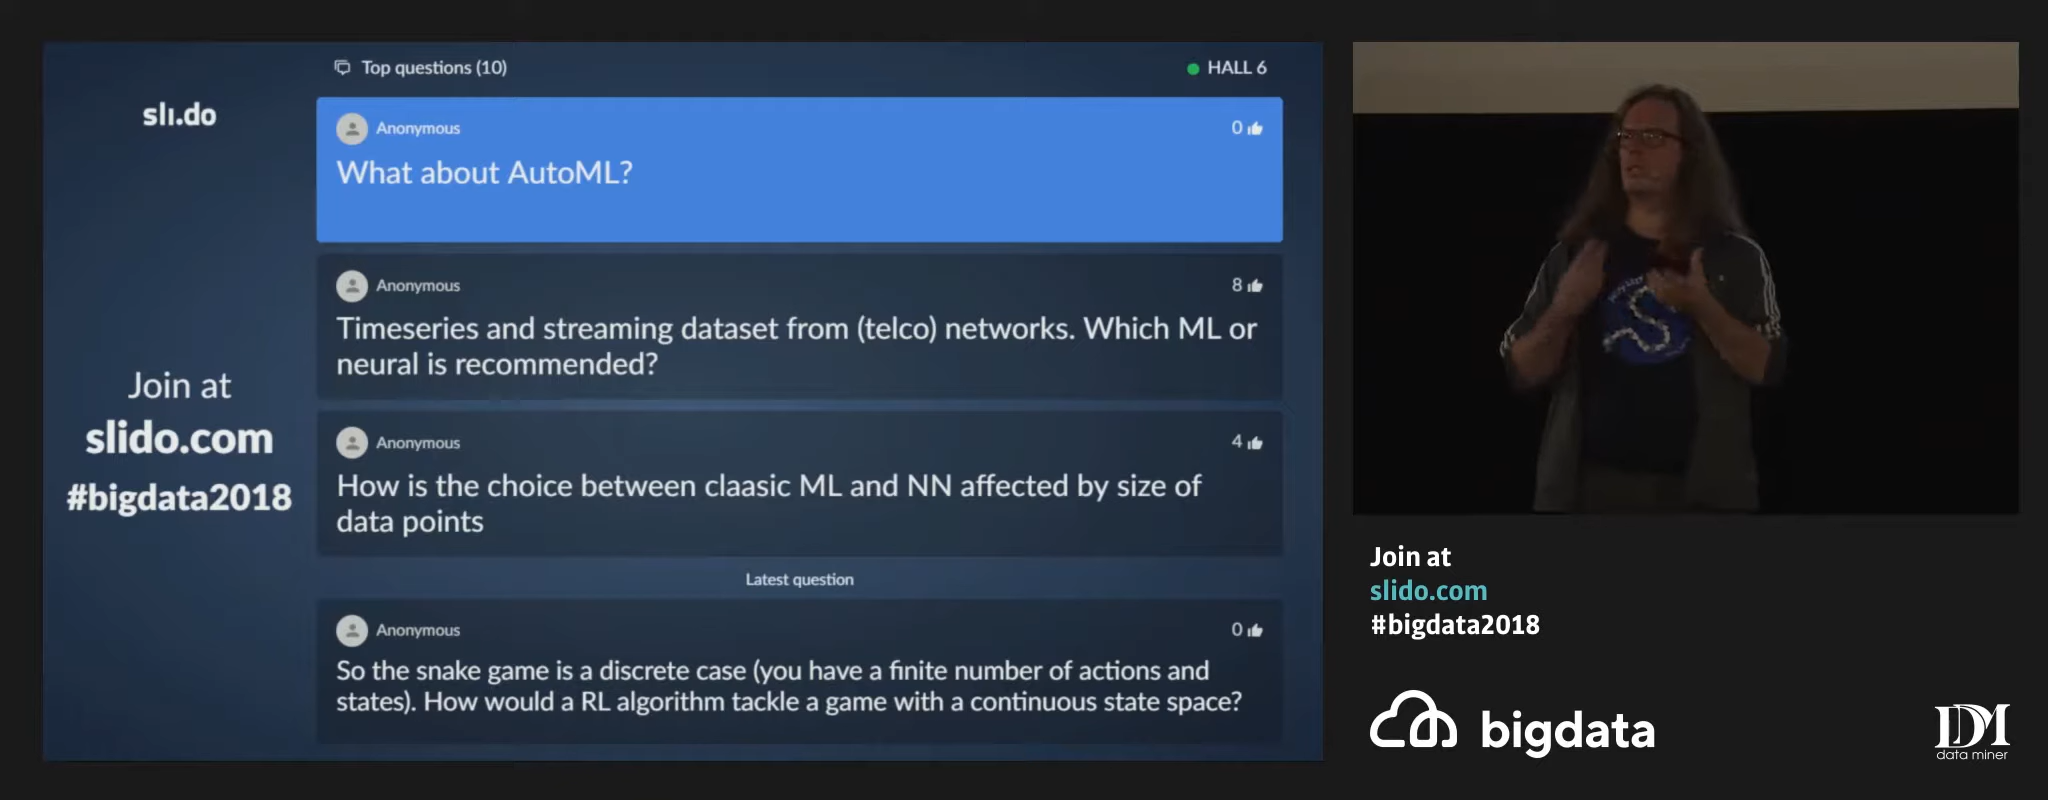 Top questions (10)
HALL 6
sli.do
Anonymous
0
What about AutoML?
Anonymous
8
Timeseries and streaming dataset from (telco) networks. Which ML or
neural is recommended?
Anonymous
4
How is the choice between claasic ML and NN affected by size of
data points
Join at
slido.com
#bigdata2018
Latest question
Anonymous
0
So the snake game is a discrete case (you have a finite number of actions and
states). How would a RL algorithm tackle a game with a continuous state space?
Join at
slido.com
#bigdata2018
bigdata
DM
data miner